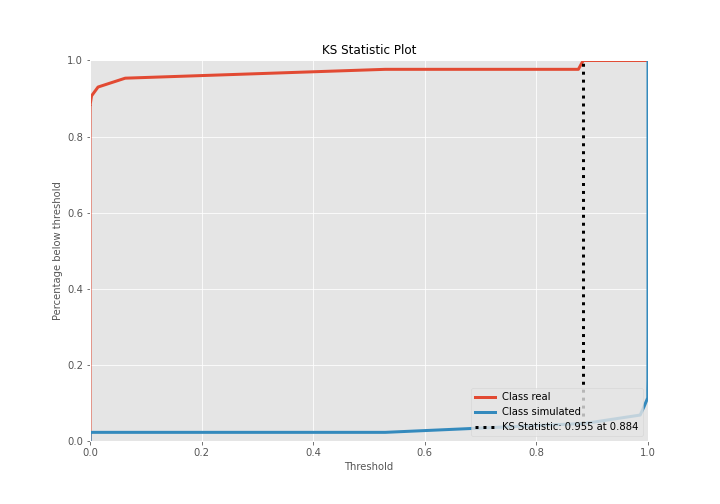 KS Statistic Plot
1.0
0.8
0.6
0.4
0.2
0.0
Percentage below threshold
Class real
Class simulated
KS Statistic: 0.955 at 0.884
0.0 0.2 0.4 0.6 0.8 1.0
Threshold